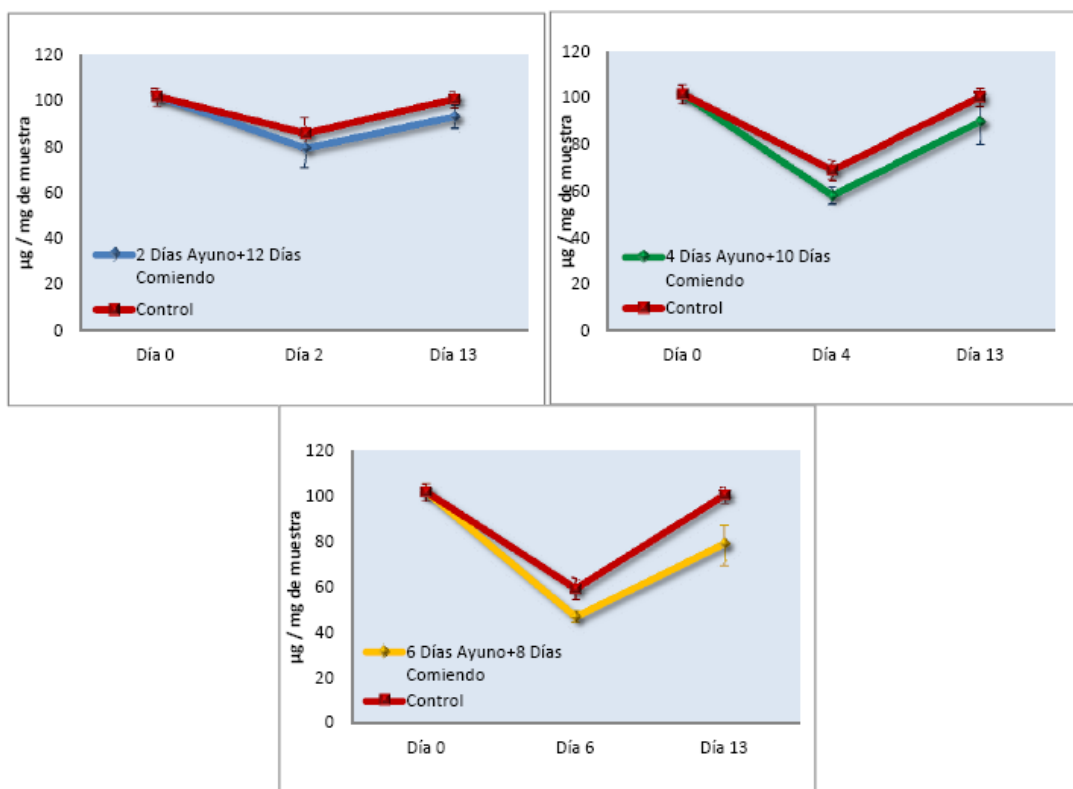 120
100
80
60
40
20
0
µg / mg de muestra
2 Días Ayuno+12 Días
Comiendo
Control
Día 0
Día 2
Día 13
120
100
80
60
40
20
0
µg / mg de muestra
4 Días Ayuno+10 Días
Comiendo
Control
Día 0
Día 4
Día 13
120
100
80
60
40
20
0
µg / mg de muestra
6 Días Ayuno+8 Días
Comiendo
Control
Día 0
Día 6
Día 13